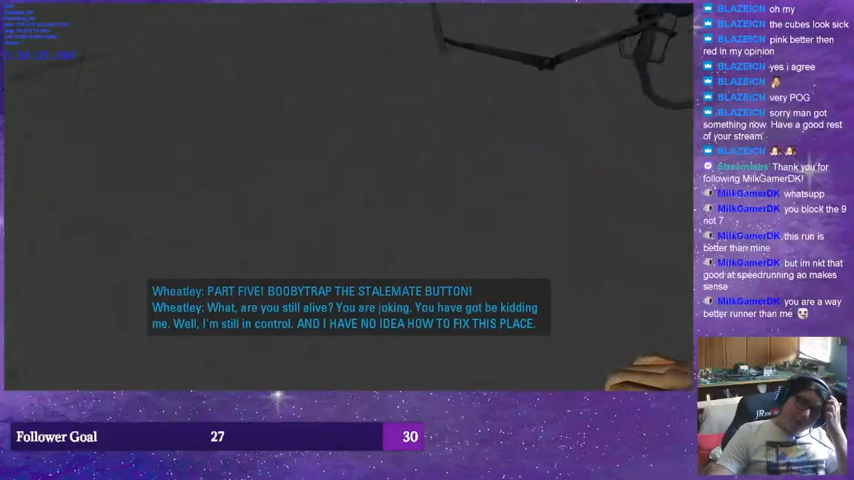 Wheatley: PART FIVE! BOOBYTRAP THE STALEMATE BUTTON!
Wheatley: What, are you still alive? You are joking. You have got be kidding
me. Well, I'm still in control. AND I HAVE NO IDEA HOW TO FIX THIS PLACE.
Follower Goal
27
30
BLAZEICN oh my
BLAZEICN the cubes look sick
BLAZEICN pink better then
red in my opinion
BLAZEICN yes i agree
BLAZEICN
BLAZEICN very POG
BLAZEICN sorry man got
something now. Have a good rest
of your stream.
BLAZEICN
Streamlabs Thank you for
following MilkGamerDK!
MilkGamerDK whatsupp
MilkGamerDK you block the 9
not 7
MilkGamerDK this run is
better than mine
MilkGamerDK but im nkt that
good at speedrunning ao makes
sense
MilkGamerDK you are a way
better runner than me